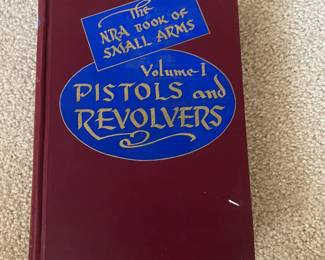 The
NRA BOOK OF
SMALL ARMS
Volume-I
PISTOLS and
REVOLVERS